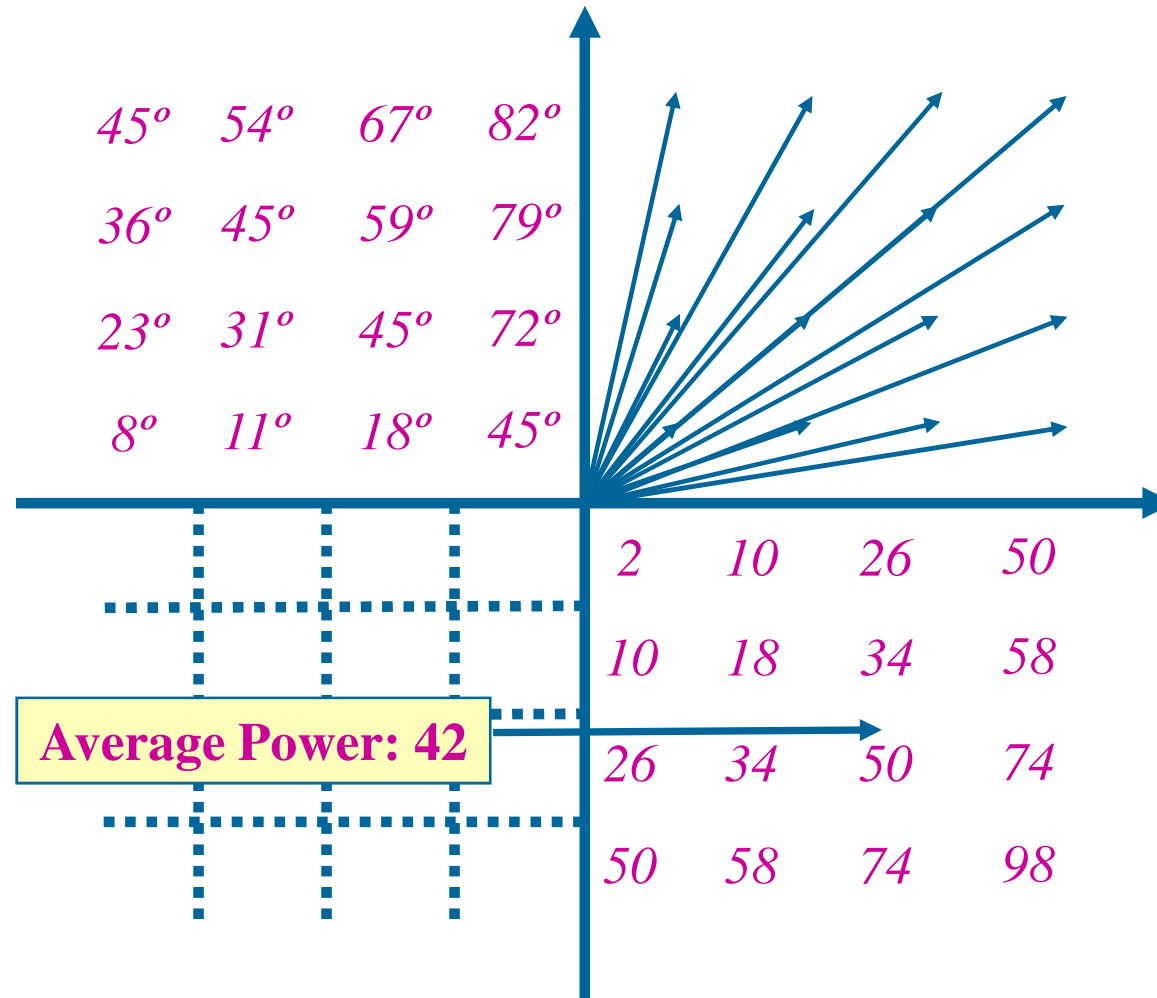 45º 54º 67º 82º
36º 45º 59º 79º
23º 31º 45º 72º
8º 11º 18º 45º
2 10 26 50
10 18 34 58
Average Power: 42
26 34 50 74
50 58 74 98